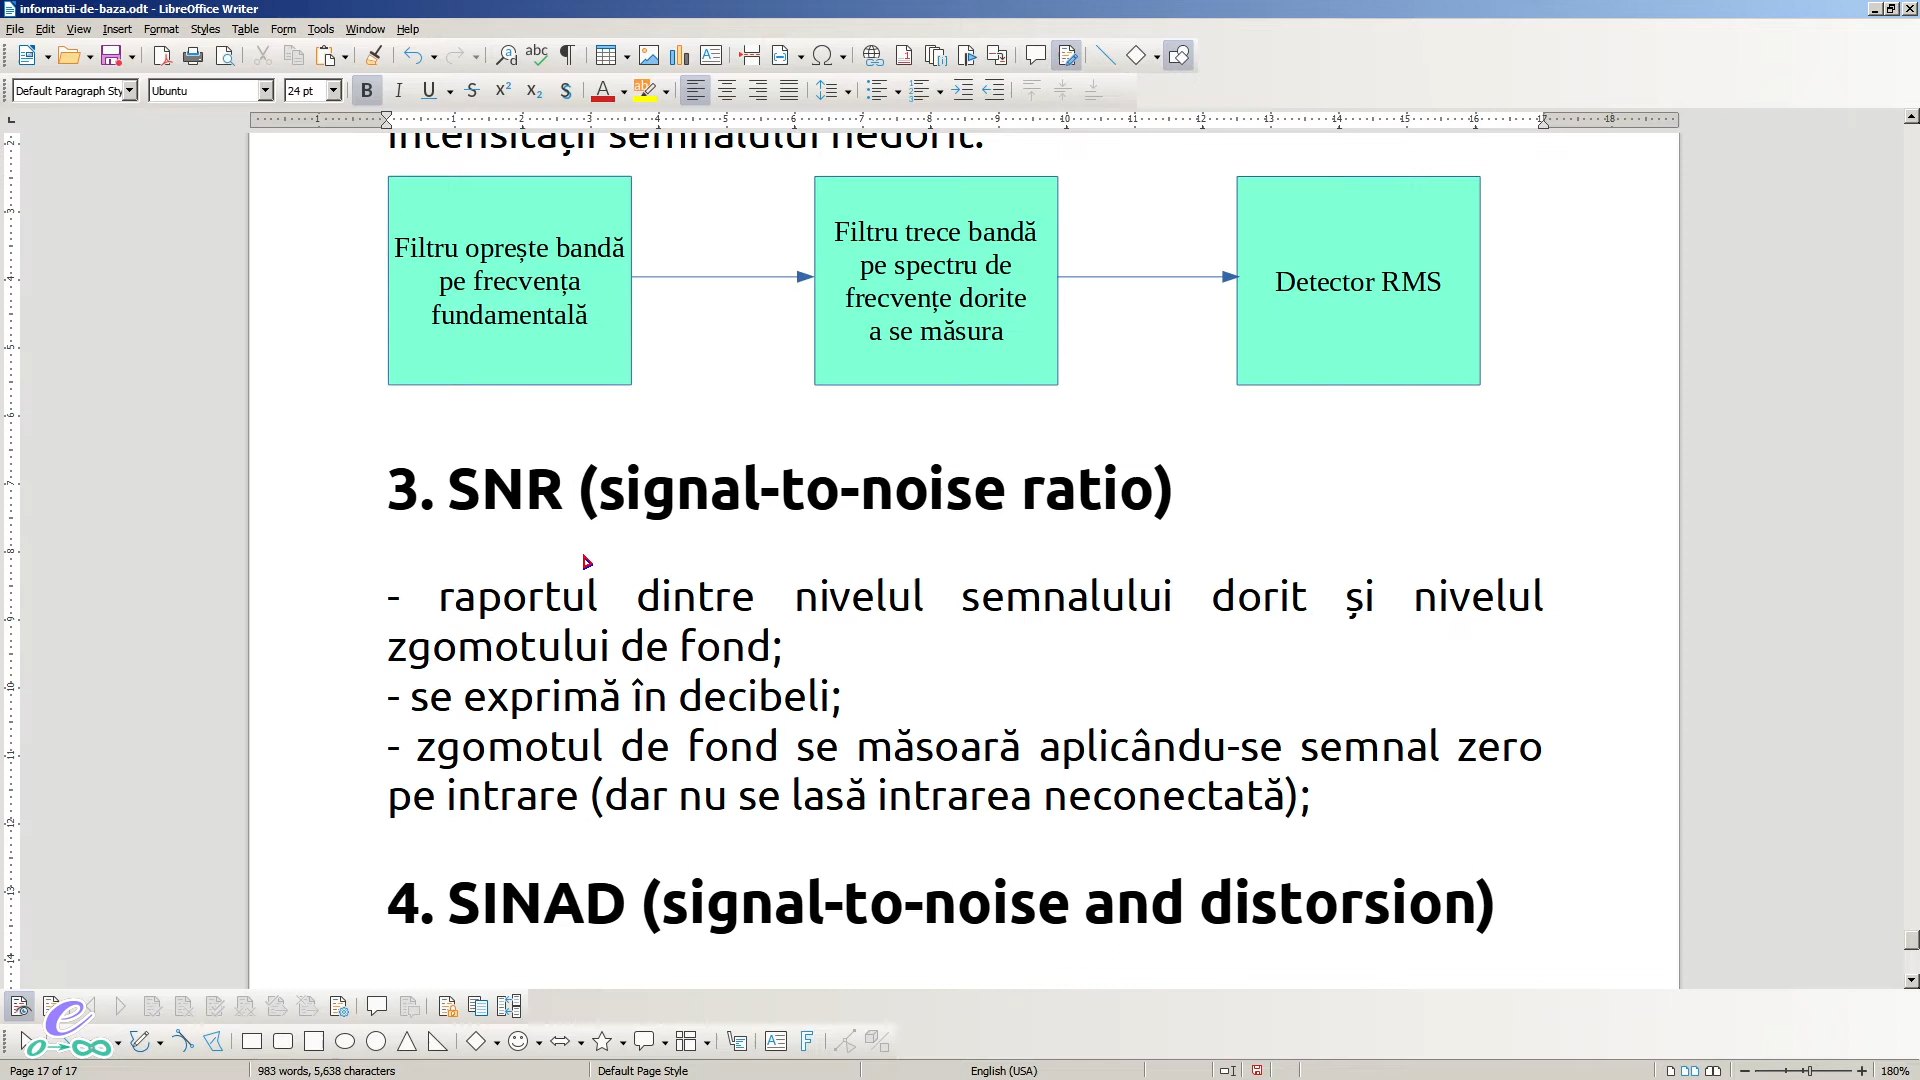 informatii-de-baza.odt - LibreOffice Writer
File Edit View Insert Format Styles Table Form Tools Window Help
Default Paragraph Sty Ubuntu 24 pt
intensității semnalului nedorit.
Filtru oprește bandă
pe frecvența
fundamentală
Filtru trece bandă
pe spectru de
frecvențe dorite
a se măsura
Detector RMS
3. SNR (signal-to-noise ratio)
- raportul dintre nivelul semnalului dorit și nivelul
zgomotului de fond;
- se exprimă în decibeli;
- zgomotul de fond se măsoară aplicându-se semnal zero
pe intrare (dar nu se lasă intrarea neconectată);
4. SINAD (signal-to-noise and distorsion)
Page 17 of 17 983 words, 5,638 characters Default Page Style English (USA) 180%